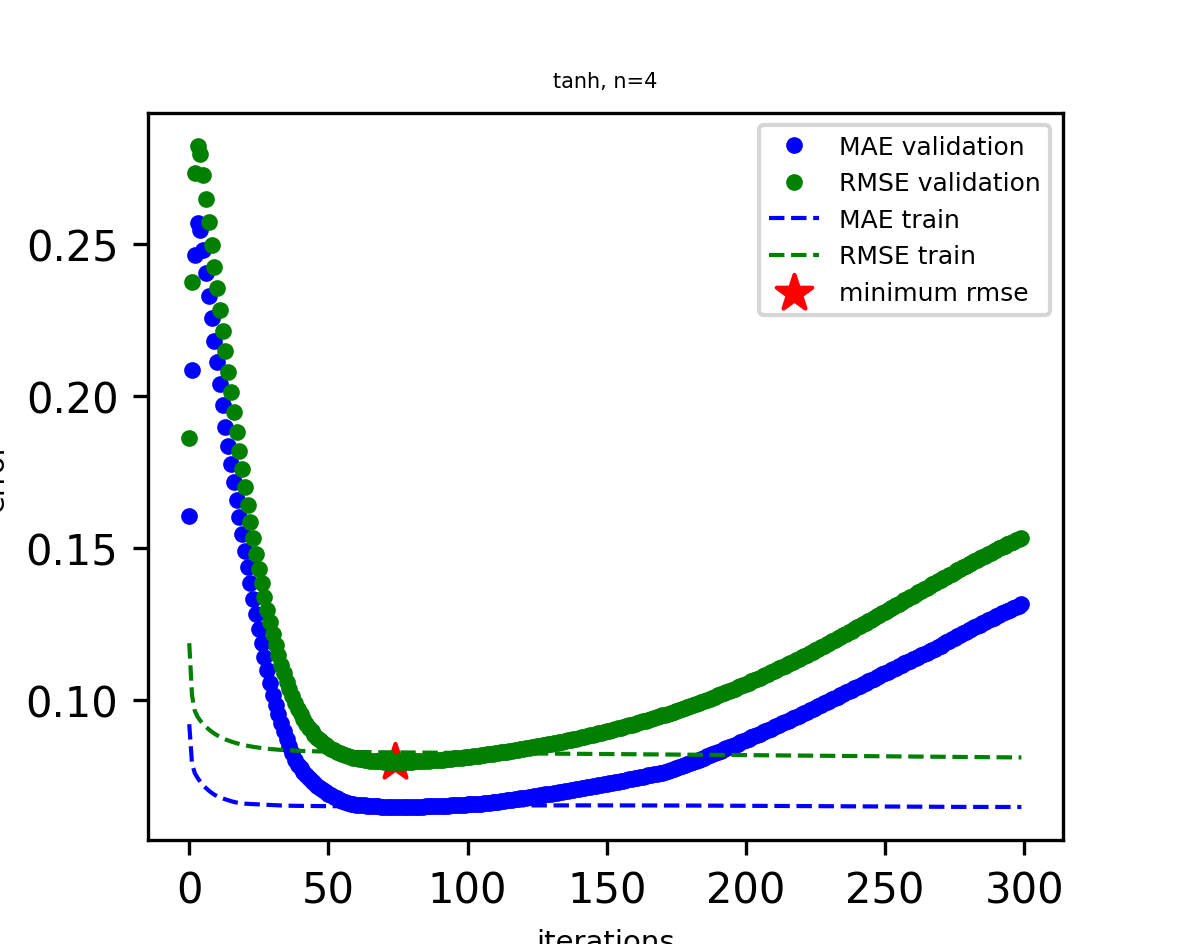 tanh, n=4
MAE validation
RMSE validation
MAE train
RMSE train
minimum rmse
0.25
0.20
0.15
0.10
0 50 100 150 200 250 300
iterations